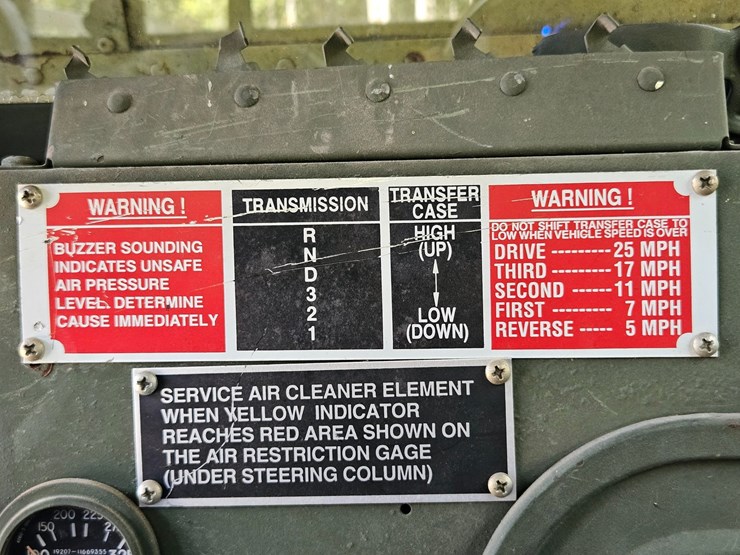 WARNING !
BUZZER SOUNDING
INDICATES UNSAFE
AIR PRESSURE
LEVEL. DETERMINE
CAUSE IMMEDIATELY
TRANSMISSION
R
N
D
3
2
1
TRANSFER
CASE
HIGH
(UP)
LOW
(DOWN)
WARNING !
DO NOT SHIFT TRANSFER CASE TO
LOW WHEN VEHICLE SPEED IS OVER
DRIVE --------- 25 MPH
THIRD --------- 17 MPH
SECOND ------ 11 MPH
FIRST --------- 7 MPH
REVERSE ----- 5 MPH
SERVICE AIR CLEANER ELEMENT
WHEN YELLOW INDICATOR
REACHES RED AREA SHOWN ON
THE AIR RESTRICTION GAGE
(UNDER STEERING COLUMN)
150 200 225
19207-11669355